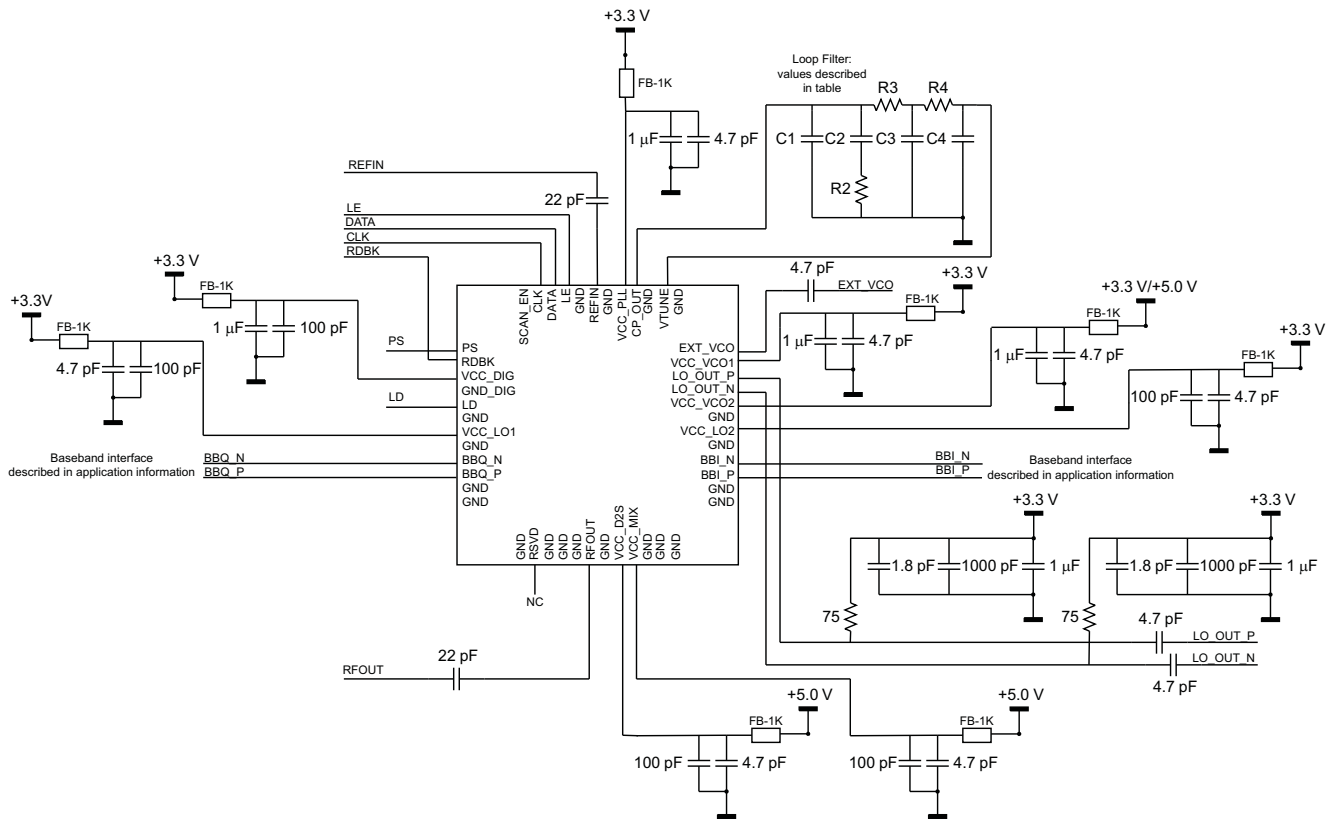 +3.3 V
FB-1K
1 μF
4.7 pF
Loop Filter:
values described
in table
R3
R4
C1
C2
C3
C4
R2
REFIN
22 pF
LE
DATA
CLK
RDBK
+3.3 V
FB-1K
1 μF
100 pF
+3.3V
FB-1K
4.7 pF
100 pF
PS
LD
Baseband interface
described in application information
BBQ_N
BBQ_P
SCAN_EN
CLK
DATA
LE
GND
REFIN
GND
VCC_PLL
CP_OUT
GND
VTUNE
GND
PS
RDBK
VCC_DIG
GND_DIG
LD
GND
VCC_LO1
GND
BBQ_N
BBQ_P
GND
GND
EXT_VCO
VCC_VCO1
LO_OUT_P
LO_OUT_N
VCC_VCO2
GND
VCC_LO2
GND
BBI_N
BBI_P
GND
GND
GND
RSVD
GND
GND
GND
RFOUT
GND
VCC_D2S
VCC_MIX
GND
GND
GND
4.7 pF
EXT_VCO
+3.3 V
FB-1K
1 μF
4.7 pF
+3.3 V/+5.0 V
FB-1K
1 μF
4.7 pF
+3.3 V
FB-1K
100 pF
4.7 pF
BBI_N
BBI_P
Baseband interface
described in application information
+3.3 V
1.8 pF
1000 pF
1 μF
75
+3.3 V
1.8 pF
1000 pF
1 μF
75
4.7 pF
LO_OUT_P
LO_OUT_N
4.7 pF
NC
RFOUT
22 pF
+5.0 V
FB-1K
100 pF
4.7 pF
+5.0 V
FB-1K
100 pF
4.7 pF